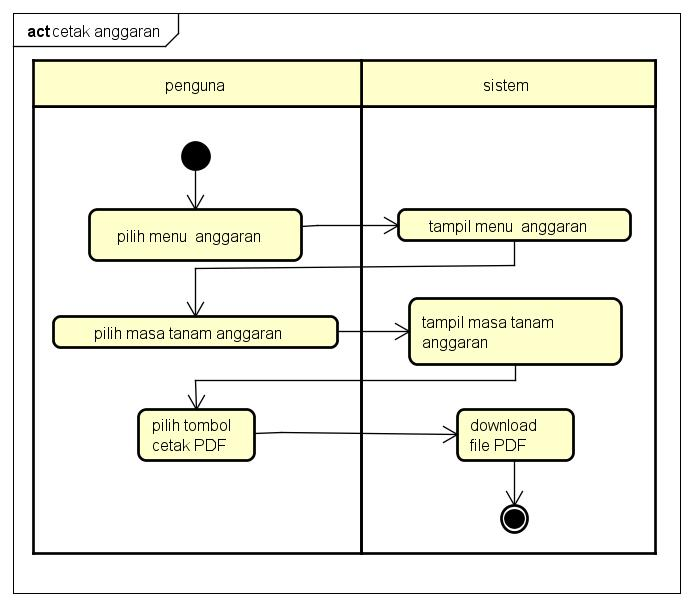 act cetak anggaran
penguna
sistem
pilih menu anggaran
tampil menu anggaran
pilih masa tanam anggaran
tampil masa tanam
anggaran
pilih tombol
cetak PDF
download
file PDF